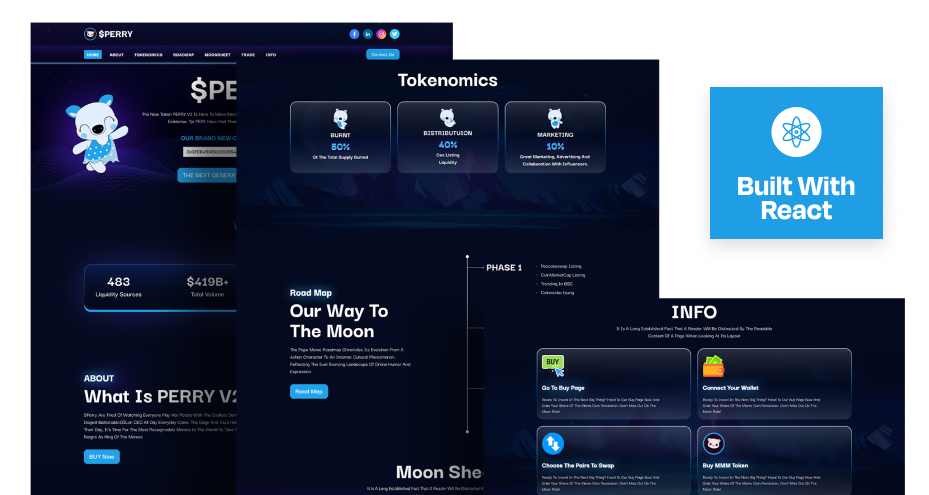 $PERRY
HOME ABOUT TOKENOMICS ROADMAP MOONSHEET TRADE INFO
Contact Us
$PE
The New Token PERRY V2 Is Here To Make
Existence. Tjr PEPE Have Had Their
OUR BRAND NEW C
THE NEXT GENERAT
483
Liquidity Sources
$419B+
Total Volume
ABOUT
What Is PERRY V2
$Perry Are Tired Of Watching Everyone Play Hot Potato With The Endless
CEO All Day Everyday Coins. The Doge And Inu's
Their Day. It's Time For The Most Recognizable Memes In The World To Take
Reigns As King Of The Memes
BUY Now
Tokenomics
BURNT
50%
Ot The Total Supply Burned
BISTRIBUTUION
40%
Cex Listing
Liquidity
MARKETING
10%
Great Marketing, Advertising And
Collaboration With Influencers.
Road Map
Our Way To
The Moon
The Pepe Meme Roadmap Chronicles Its Evolution From A
Action Character To An Internet Cultural Phenomenon,
Reflecting The Ever Evolving Landscape Of Online Humor And
Expression
Road Map
PHASE 1
Pancakeswap Listing
CoinMarketCap Listing
Trending In BSC
Moon She
It Is A Long Established Fact That A Reader Will Be Distracted
INFO
It Is A Long Established Fact That A Reader Will Be Distracted By The Readable
Content Of A Page When Looking At Its Layout
BUY
Go To Buy Page
Ready To Invest In The Next Big Thing? Head To Our Buy Page Now And
Grab Your Share Of The Meme Coin Revolution. Don't Miss Out On The
Moon Ride!
Connect Your Wallet
Ready To Invest In The Next Big Thing? Head To Our Buy Page Now And
Grab Your Share Of The Meme Coin Revolution. Don't Miss Out On The
Moon Ride!
Choose The Paire To Swap
Ready To Invest In The Next Big Thing? Head To Our Buy Page Now And
Grab Your Share Of The Meme Coin Revolution. Don't Miss Out On The
Moon Ride!
Buy MMM Token
Ready To Invest In The Next Big Thing? Head To Our Buy Page Now And
Grab Your Share Of The Meme Coin Revolution. Don't Miss Out On The
Moon Ride!
Built With
React